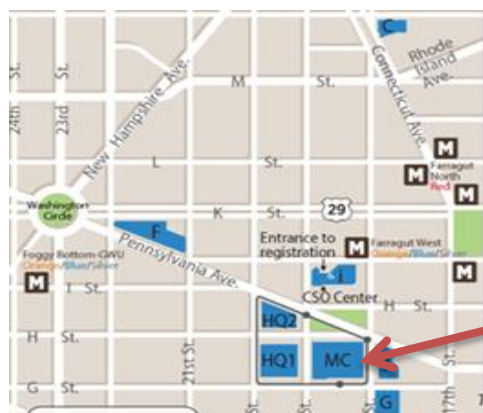 C
Rhode
Island
Ave.
Connecticut Ave.
M St.
24th St.
23rd St.
New Hampshire Ave.
L St.
M
M
Farragut
North
Red
Washington
Circle
K St.
29
F
Pennsylvania Ave.
Entrance to
registration
M
Farragut West
Orange/Blue/Silver
M
Foggy Bottom-GWU
Orange/Blue/Silver
M
i
CSO Center
I St.
H St.
HQ2
H St.
21st St.
HQ1
MC
G St.
G
17th St.
St.
St.
St.